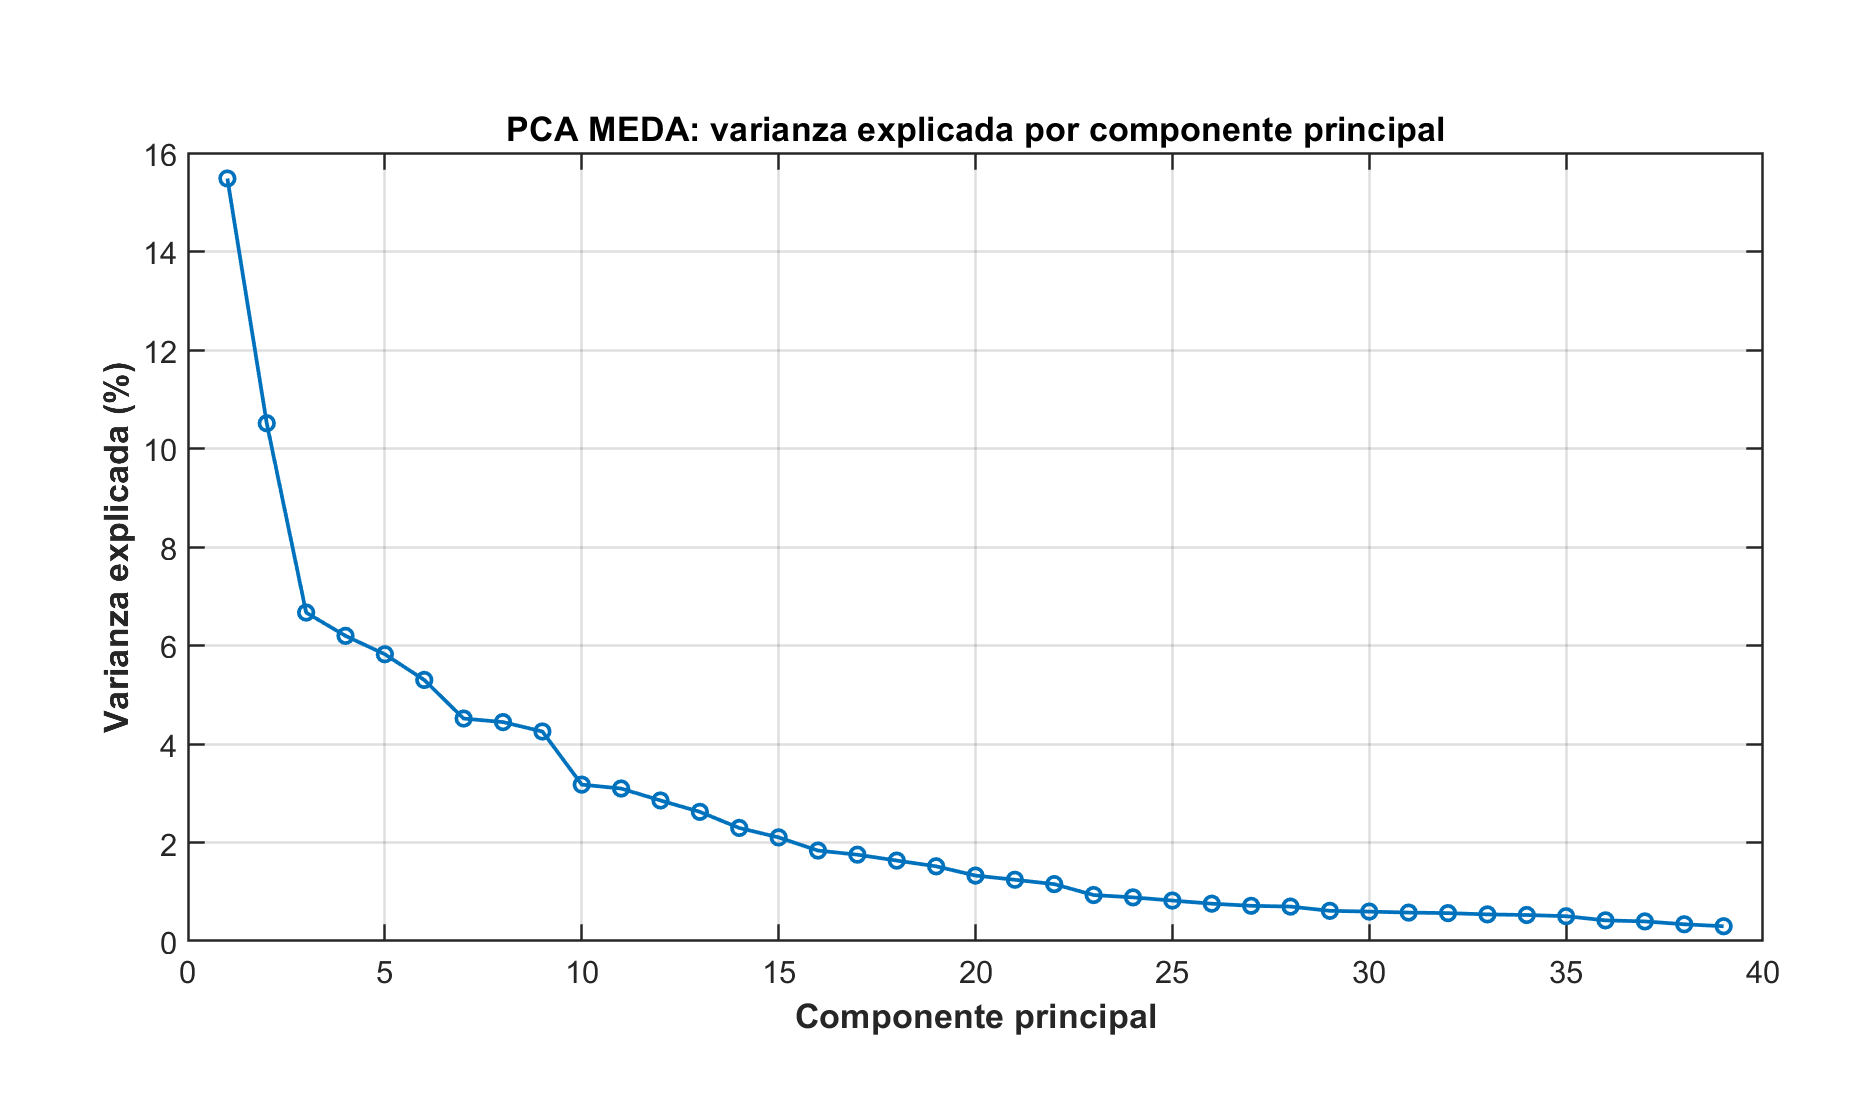 PCA MEDA: varianza explicada por componente principal
16
14
12
10
8
6
4
2
0
Varianza explicada (%)
0 5 10 15 20 25 30 35 40
Componente principal